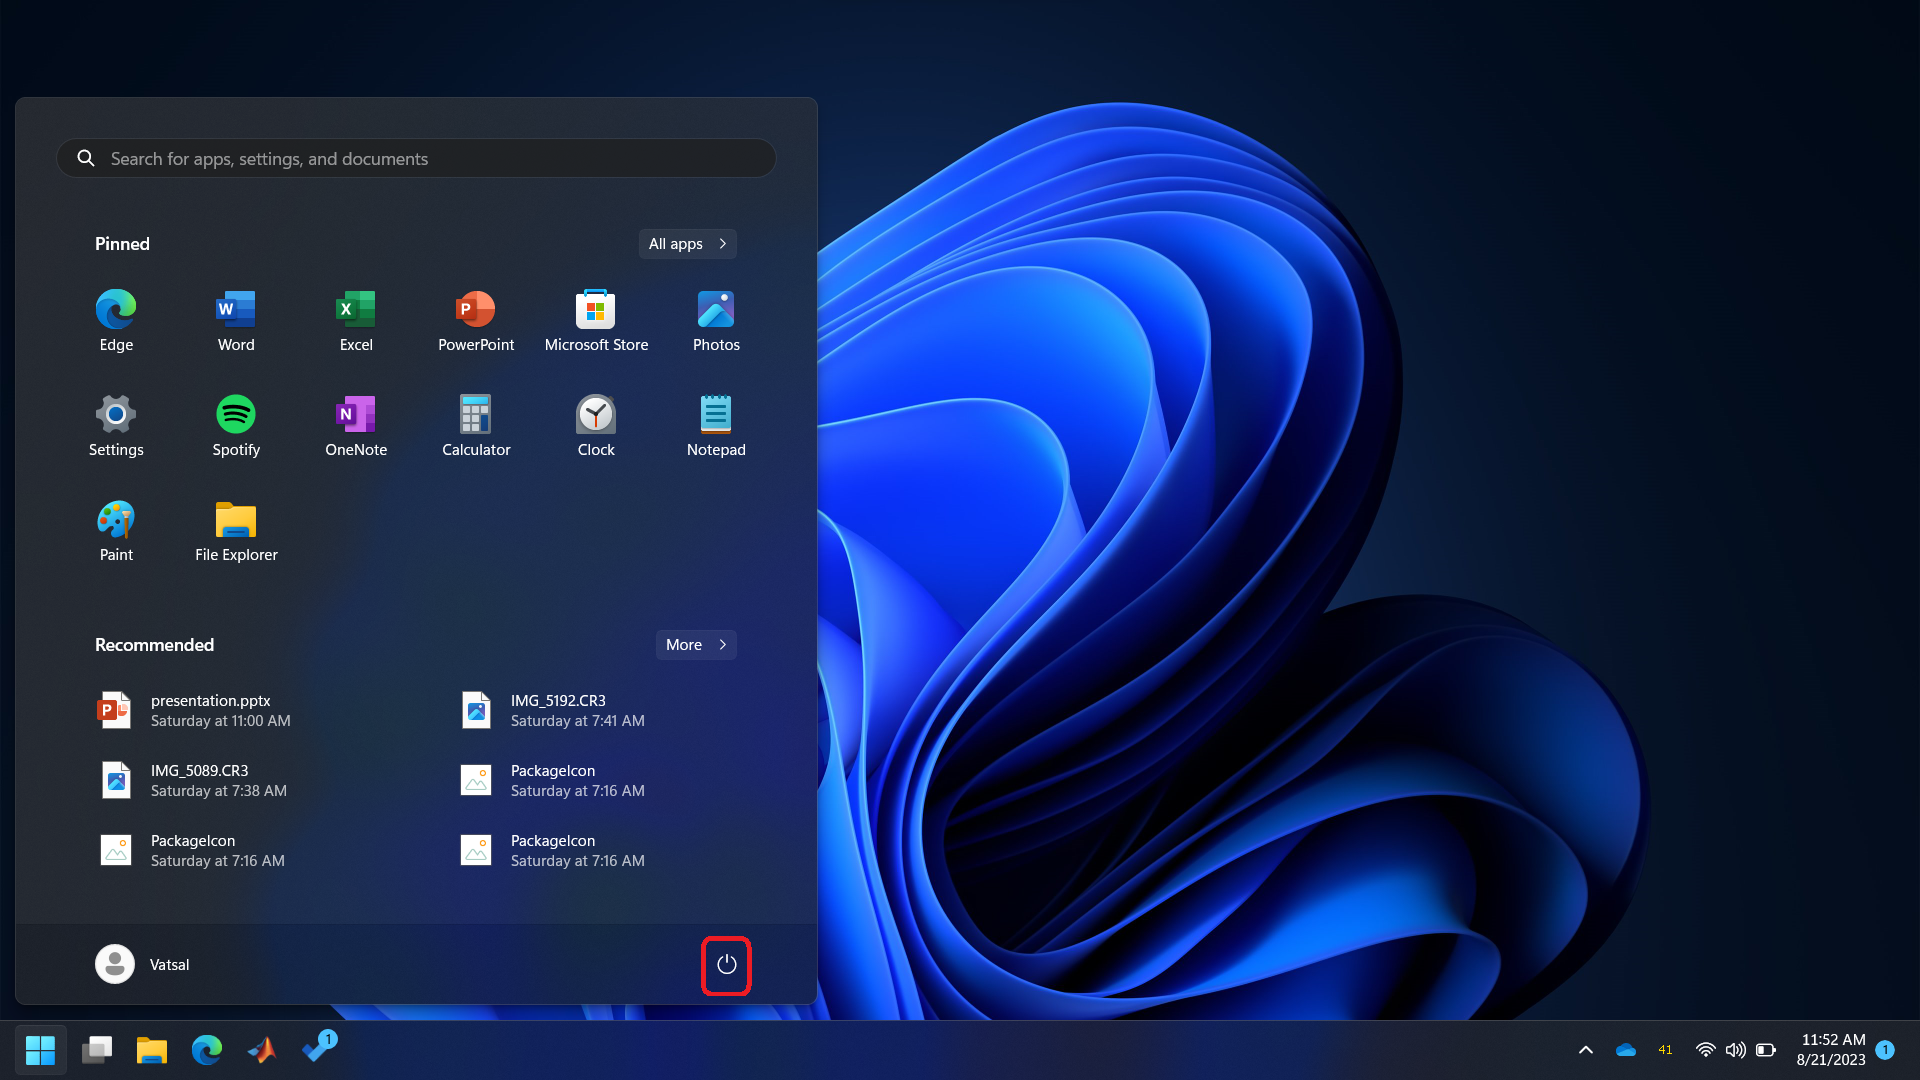 Search for apps, settings, and documents
Pinned
All apps
Edge
Word
Excel
PowerPoint
Microsoft Store
Photos
Settings
Spotify
OneNote
Calculator
Clock
Notepad
Paint
File Explorer
Recommended
More
presentation.pptx
Saturday at 11:00 AM
IMG_5192.CR3
Saturday at 7:41 AM
IMG_5089.CR3
Saturday at 7:38 AM
PackageIcon
Saturday at 7:16 AM
PackageIcon
Saturday at 7:16 AM
PackageIcon
Saturday at 7:16 AM
Vatsal
1
41
11:52 AM
8/21/2023
1